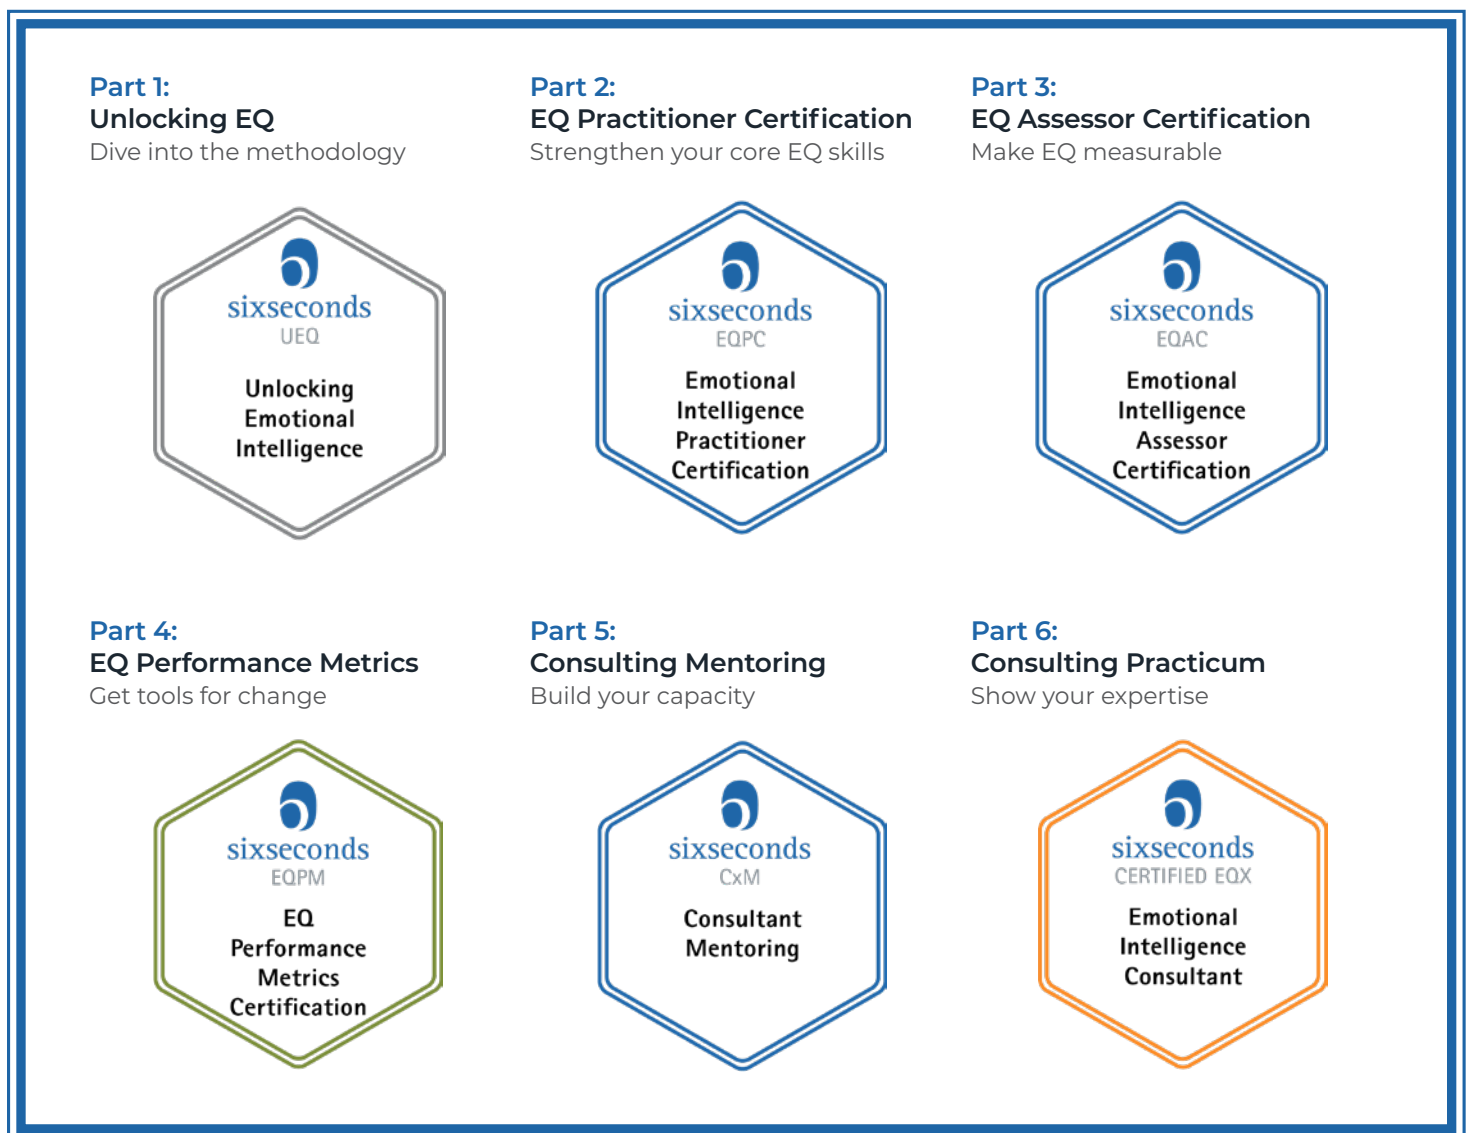 Part 1:
Unlocking EQ
Dive into the methodology
sixseconds
UEQ
Unlocking
Emotional
Intelligence
Part 2:
EQ Practitioner Certification
Strengthen your core EQ skills
sixseconds
EQPC
Emotional
Intelligence
Practitioner
Certification
Part 3:
EQ Assessor Certification
Make EQ measurable
sixseconds
EQAC
Emotional
Intelligence
Assessor
Certification
Part 4:
EQ Performance Metrics
Get tools for change
sixseconds
EQPM
EQ
Performance
Metrics
Certification
Part 5:
Consulting Mentoring
Build your capacity
sixseconds
CxM
Consultant
Mentoring
Part 6:
Consulting Practicum
Show your expertise
sixseconds
CERTIFIED EQX
Emotional
Intelligence
Consultant